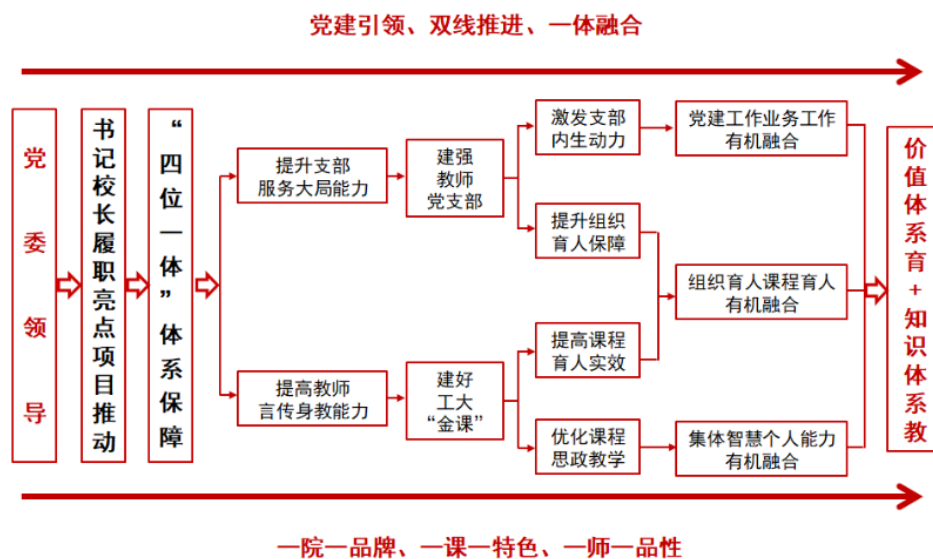 党建引领、双线推进、一体融合
党委领导
书记校长履职亮点项目推动
“四位一体”体系保障
提升支部
服务大局能力
建强
教师
党支部
激发支部
内生动力
党建工作业务工作
有机融合
提升组织
育人保障
组织育人课程育人
有机融合
提高课程
育人实效
提高教师
言传身教能力
建好
工大
“金课”
优化课程
思政教学
集体智慧个人能力
有机融合
价值体系育+知识体系教
一院一品牌、一课一特色、一师一品性